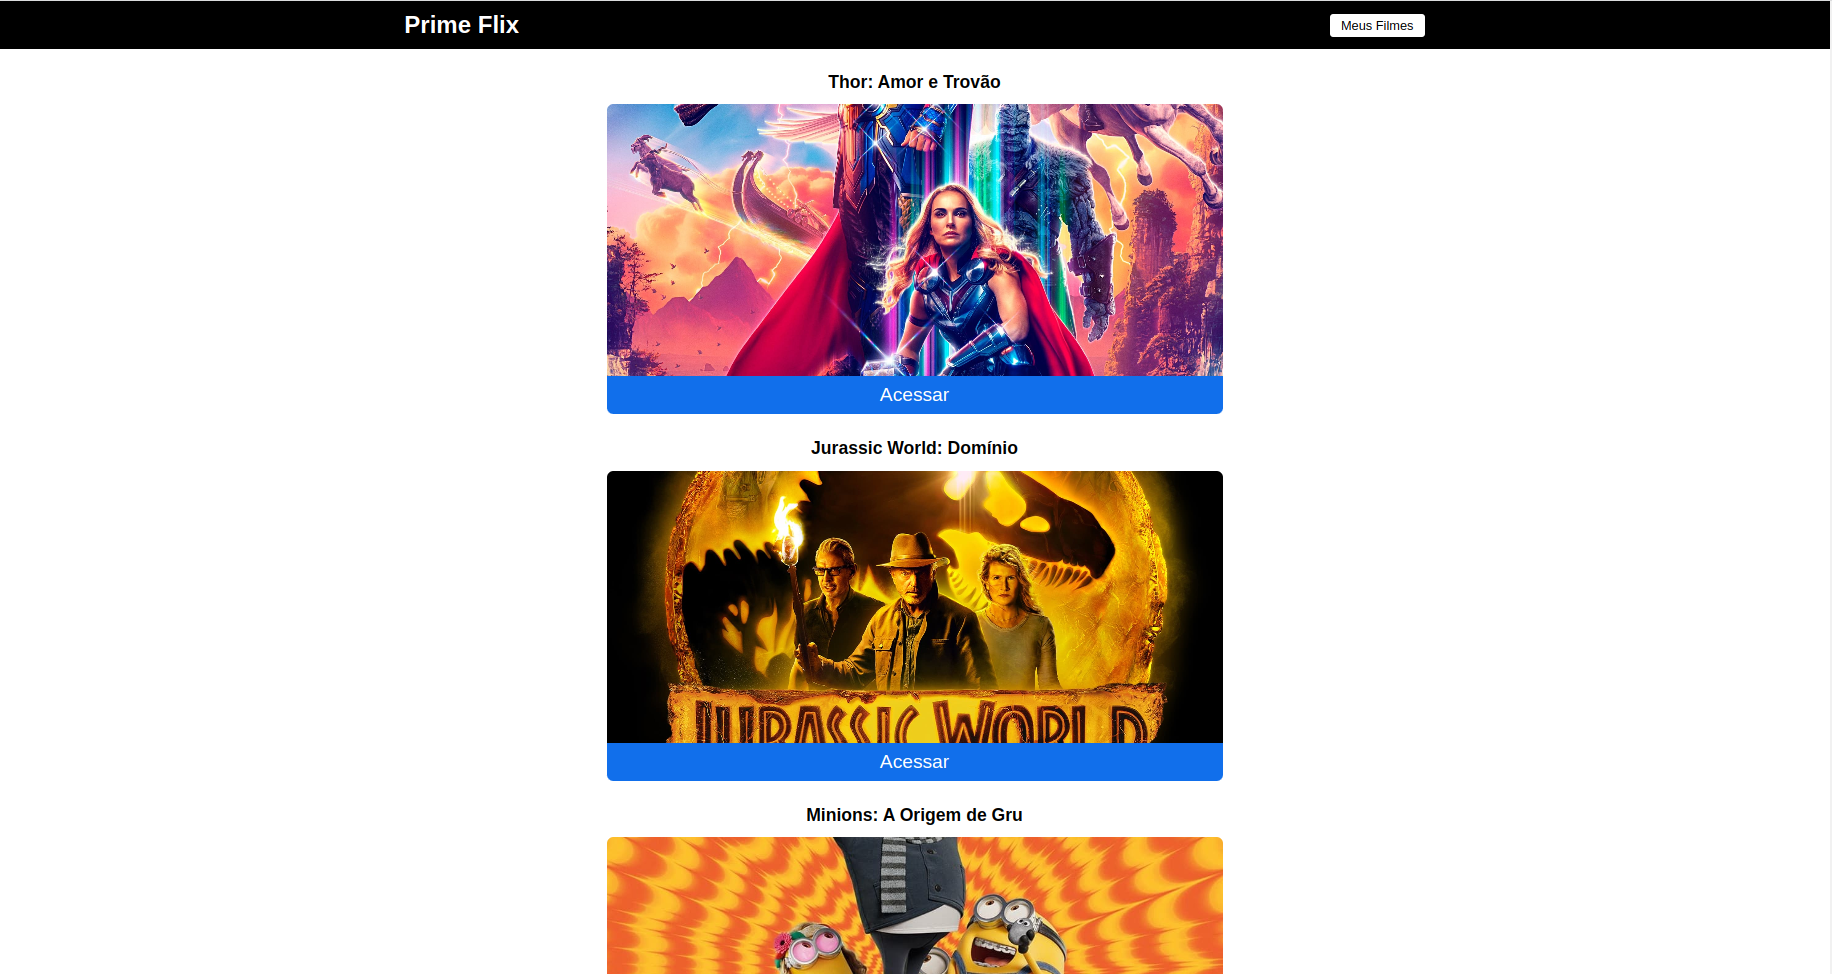 Prime Flix
Meus Filmes
Thor: Amor e Trovão
Acessar
Jurassic World: Domínio
JURASSIC WORLD
Acessar
Minions: A Origem de Gru